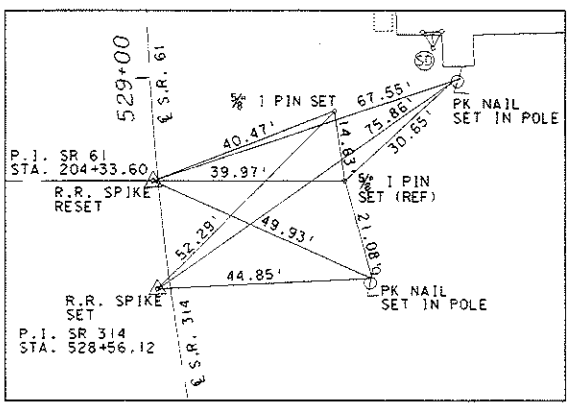 529+00
℄ S.R. 61
SD
⅝ I PIN SET
67.55'
75.86'
30.65'
PK NAIL
SET IN POLE
40.47'
14.83'
P.I. SR 61
STA. 204+33.60
R.R. SPIKE
RESET
39.97'
⅝ I PIN
SET (REF)
52.29'
49.93'
21.08'
44.85'
R.R. SPIKE
SET
PK NAIL
SET IN POLE
P.I. SR 314
STA. 528+56.12
℄ S.R. 314